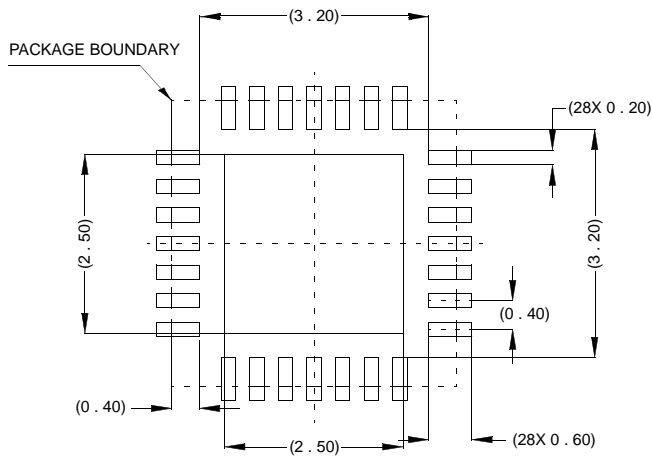 (3 . 20)
PACKAGE BOUNDARY
(28X 0 . 20)
(2 . 50)
(3 . 20)
(0 . 40)
(0 . 40)
(2 . 50)
(28X 0 . 60)